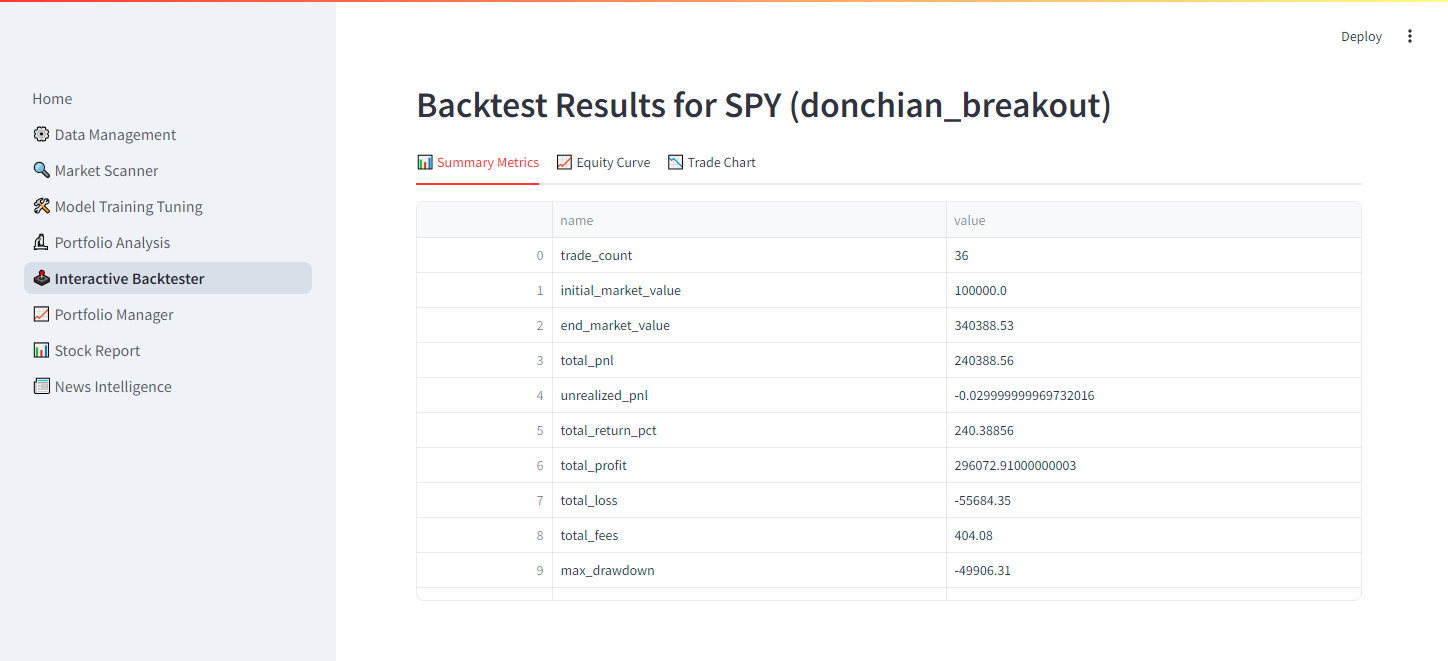 Deploy
Home
Data Management
Market Scanner
Model Training Tuning
Portfolio Analysis
Interactive Backtester
Portfolio Manager
Stock Report
News Intelligence
Backtest Results for SPY (donchian_breakout)
Summary Metrics Equity Curve Trade Chart
name value
0 trade_count 36
1 initial_market_value 100000.0
2 end_market_value 340388.53
3 total_pnl 240388.56
4 unrealized_pnl -0.029999999969732016
5 total_return_pct 240.38856
6 total_profit 296072.91000000003
7 total_loss -55684.35
8 total_fees 404.08
9 max_drawdown -49906.31